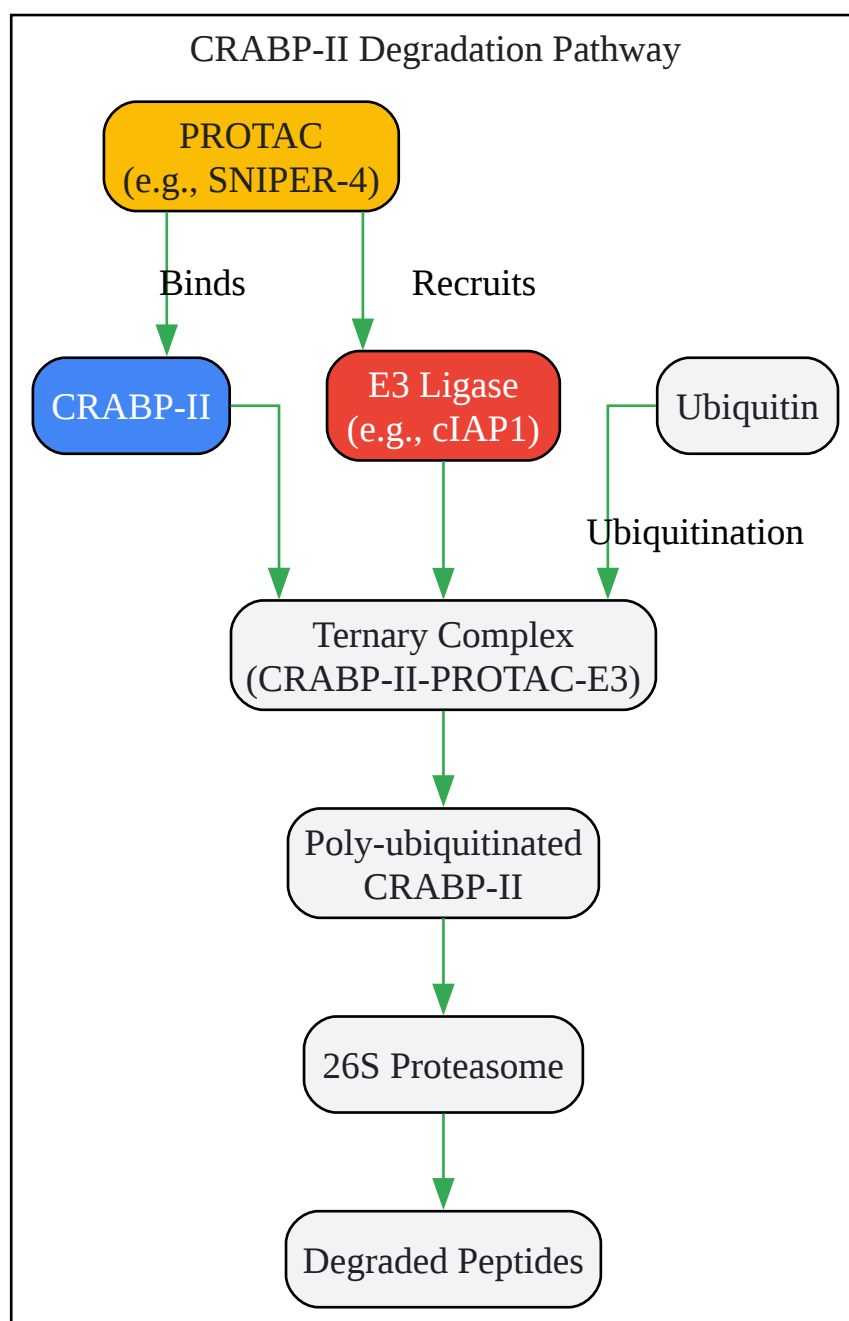 CRABP-II Degradation Pathway
PROTAC
(e.g., SNIPER-4)
Binds
Recruits
CRABP-II
E3 Ligase
(e.g., cIAP1)
Ubiquitin
Ubiquitination
Ternary Complex
(CRABP-II-PROTAC-E3)
Poly-ubiquitinated
CRABP-II
26S Proteasome
Degraded Peptides